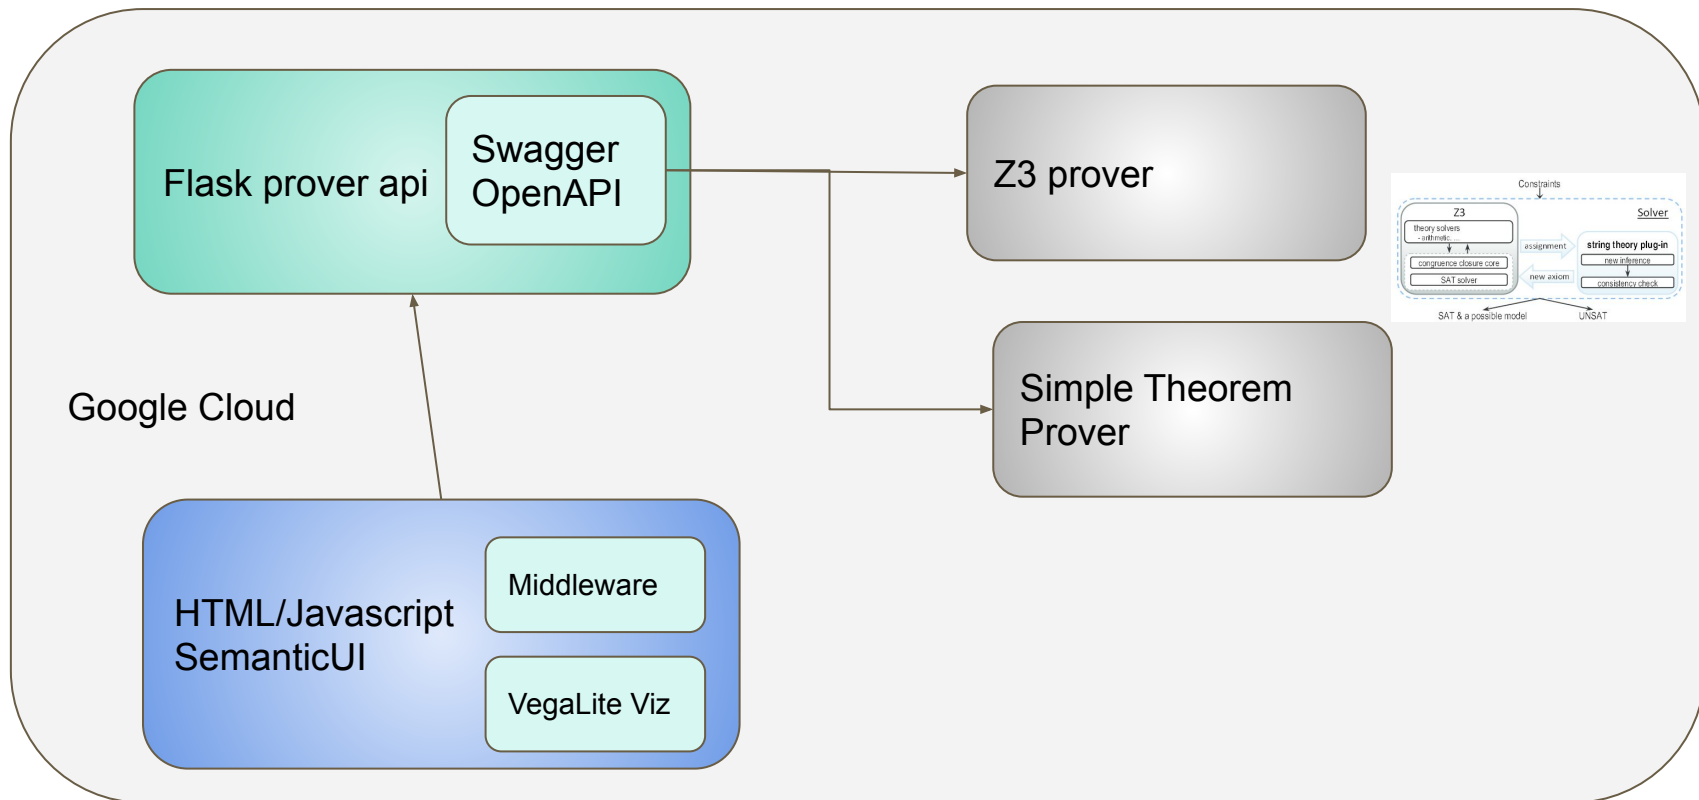 Flask prover api
Swagger
OpenAPI
Z3 prover
Constraints
Z3
Solver
theory solvers
- arithmetic, ...
assignment
string theory plug-in
new inference
congruence closure core
new axiom
SAT solver
consistency check
SAT & a possible model
UNSAT
Simple Theorem
Prover
Google Cloud
HTML/Javascript
SemanticUI
Middleware
VegaLite Viz